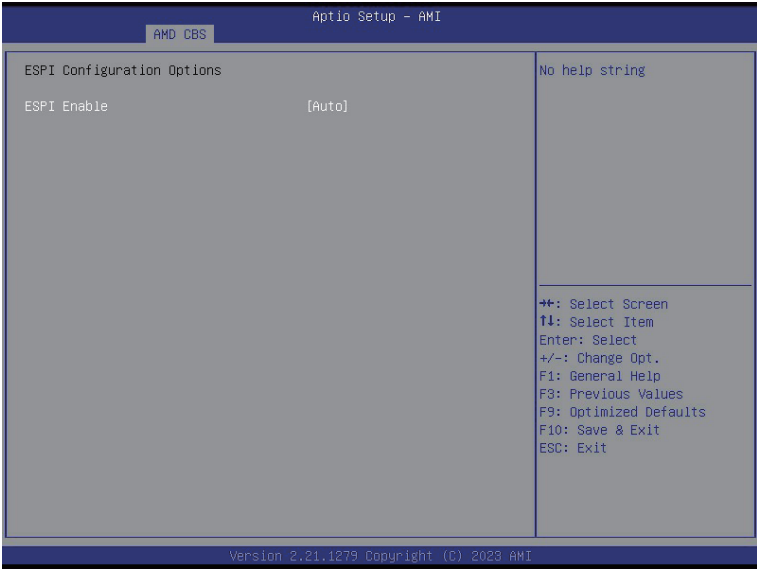 Aptio Setup – AMI
AMD CBS
ESPI Configuration Options
ESPI Enable [Auto]
No help string
→←: Select Screen
↑↓: Select Item
Enter: Select
+/-: Change Opt.
F1: General Help
F3: Previous Values
F9: Optimized Defaults
F10: Save & Exit
ESC: Exit
Version 2.21.1279 Copyright (C) 2023 AMI